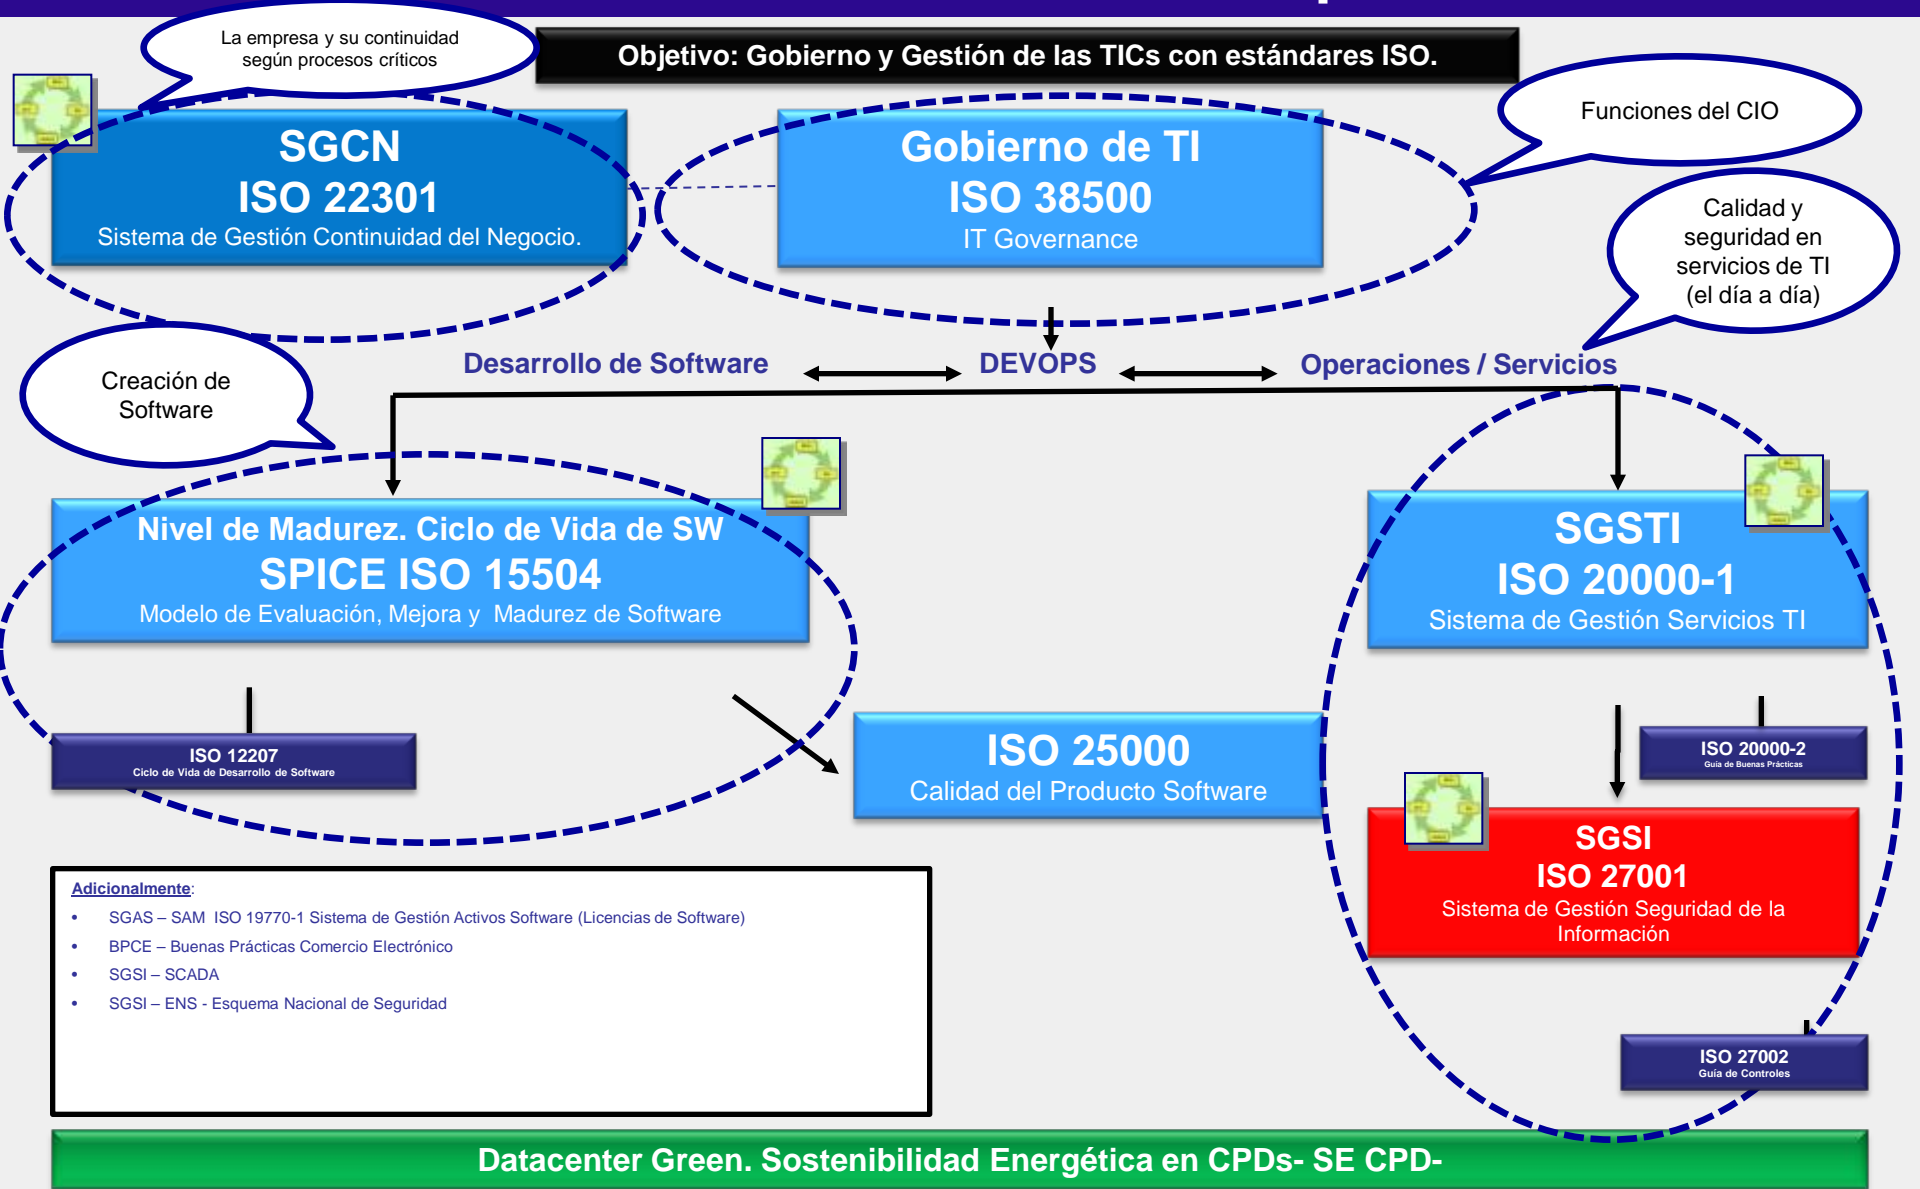 La empresa y su continuidad
según procesos críticos
Objetivo: Gobierno y Gestión de las TICs con estándares ISO.
Funciones del CIO
SGCN
ISO 22301
Sistema de Gestión Continuidad del Negocio.
Gobierno de TI
ISO 38500
IT Governance
Calidad y
seguridad en
servicios de TI
(el día a día)
Creación de
Software
Desarrollo de Software
DEVOPS
Operaciones / Servicios
Nivel de Madurez. Ciclo de Vida de SW
SPICE ISO 15504
Modelo de Evaluación, Mejora y Madurez de Software
SGSTI
ISO 20000-1
Sistema de Gestión Servicios TI
ISO 12207
Ciclo de Vida de Desarrollo de Software
ISO 25000
Calidad del Producto Software
ISO 20000-2
Guía de Buenas Prácticas
SGSI
ISO 27001
Sistema de Gestión Seguridad de la
Información
Adicionalmente:
• SGAS – SAM ISO 19770-1 Sistema de Gestión Activos Software (Licencias de Software)
• BPCE – Buenas Prácticas Comercio Electrónico
• SGSI – SCADA
• SGSI – ENS - Esquema Nacional de Seguridad
ISO 27002
Guía de Controles
Datacenter Green. Sostenibilidad Energética en CPDs- SE CPD-